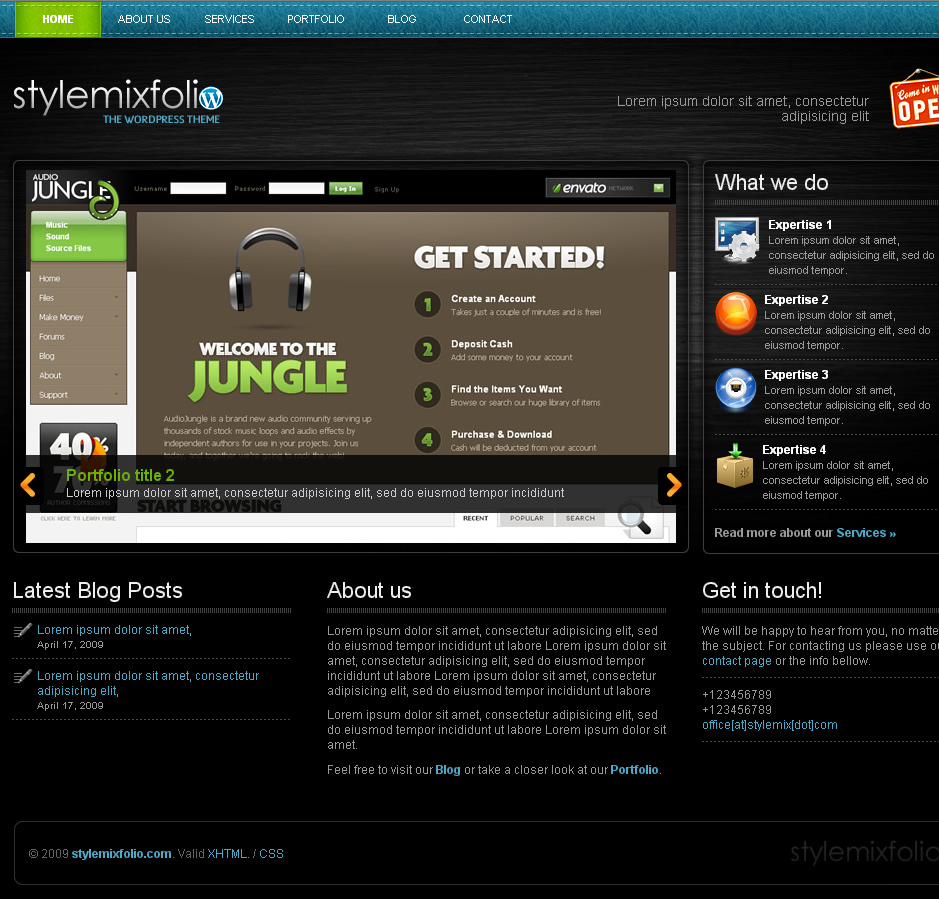 HOME ABOUT US SERVICES PORTFOLIO BLOG CONTACT
stylemixfolio
THE WORDPRESS THEME
Lorem ipsum dolor sit amet, consectetur
adipisicing elit
Come in
OPE
AUDIO
JUNGLE
Username Password Log In Sign Up
envato NETWORK
Music
Sound
Source Files
Home
Files
Make Money
Forums
Blog
About
Support
40%
WELCOME TO THE
JUNGLE
AudioJungle is a brand new audio community serving up
thousands of stock music loops and audio effects by
independent authors for use in your projects. Join us
today, and together we're going to rock the web!
GET STARTED!
1 Create an Account
Takes just a couple of minutes and is free!
2 Deposit Cash
Add some money to your account
3 Find the Items You Want
Browse or search our huge library of items
4 Purchase & Download
Cash will be deducted from your account
Portfolio title 2
Lorem ipsum dolor sit amet, consectetur adipisicing elit, sed do eiusmod tempor incididunt
AUTHOR COMMISSIONS
START BROWSING
CLICK HERE TO LEARN MORE
RECENT POPULAR SEARCH
What we do
Expertise 1
Lorem ipsum dolor sit amet,
consectetur adipisicing elit, sed do
eiusmod tempor.
Expertise 2
Lorem ipsum dolor sit amet,
consectetur adipisicing elit, sed do
eiusmod tempor.
Expertise 3
Lorem ipsum dolor sit amet,
consectetur adipisicing elit, sed do
eiusmod tempor.
Expertise 4
Lorem ipsum dolor sit amet,
consectetur adipisicing elit, sed do
eiusmod tempor.
Read more about our Services »
Latest Blog Posts
Lorem ipsum dolor sit amet,
April 17, 2009
Lorem ipsum dolor sit amet, consectetur
adipisicing elit,
April 17, 2009
About us
Lorem ipsum dolor sit amet, consectetur adipisicing elit, sed
do eiusmod tempor incididunt ut labore Lorem ipsum dolor sit
amet, consectetur adipisicing elit, sed do eiusmod tempor
incididunt ut labore Lorem ipsum dolor sit amet, consectetur
adipisicing elit, sed do eiusmod tempor incididunt ut labore
Lorem ipsum dolor sit amet, consectetur adipisicing elit, sed
do eiusmod tempor incididunt ut labore Lorem ipsum dolor sit
amet.
Feel free to visit our Blog or take a closer look at our Portfolio.
Get in touch!
We will be happy to hear from you, no matte
the subject. For contacting us please use ou
contact page or the info bellow.
+123456789
+123456789
office[at]stylemix[dot]com
© 2009 stylemixfolio.com. Valid XHTML. / CSS
stylemixfolio